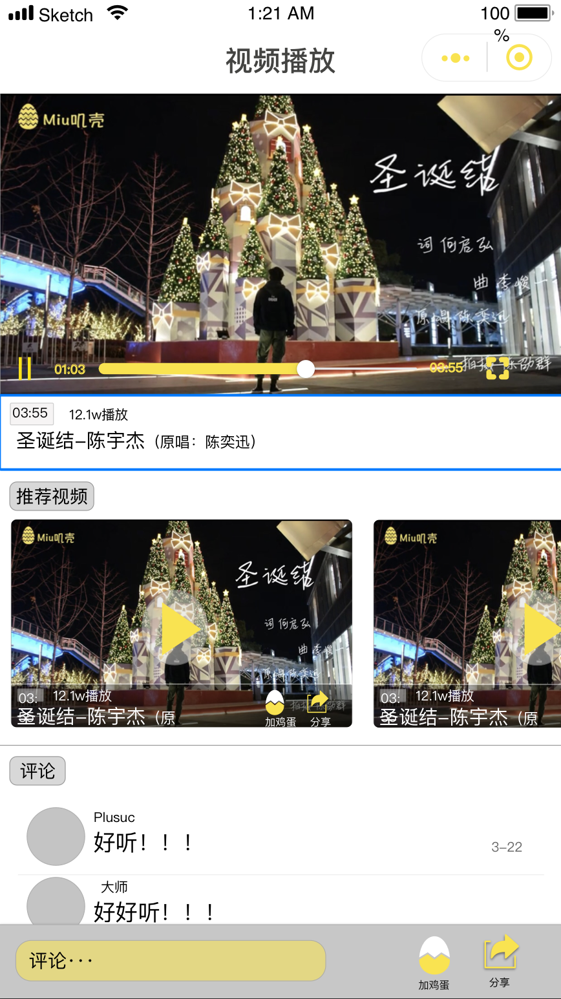 Sketch
1:21 AM
100
%
视频播放
Miu叽壳
圣诞结
词 何启弘
曲 李峻一
原唱 陈奕迅
01:03
03:55
03:55
12.1w播放
圣诞结-陈宇杰（原唱：陈奕迅）
推荐视频
Miu叽壳
圣诞结
词 何启弘
曲 李峻一
原唱 陈奕迅
03:
12.1w播放
圣诞结-陈宇杰（原
加鸡蛋
分享
Miu叽壳
03:
12.1w播放
圣诞结-陈宇杰（原
评论
Plusuc
好听！！！
3-22
大师
好好听！！！
评论···
加鸡蛋
分享